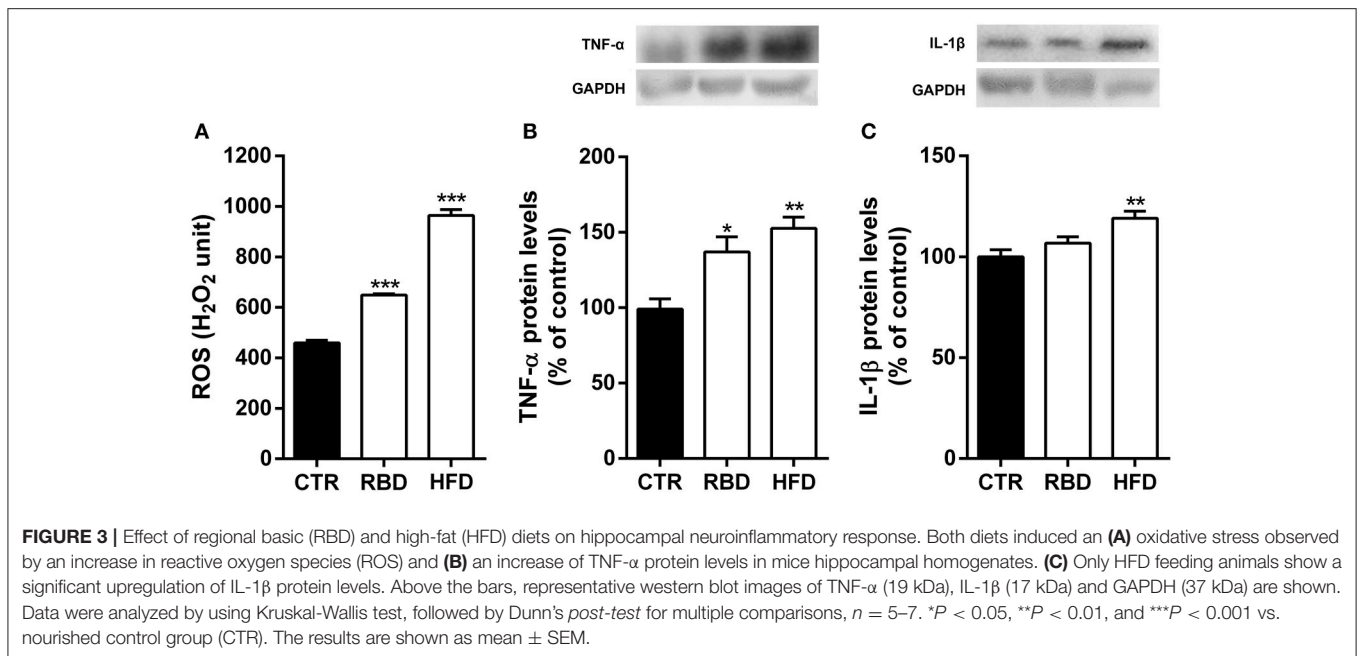 TNF-α
GAPDH
IL-1β
GAPDH
A
ROS (H₂O₂ unit)
1200
1000
800
600
400
200
0
***
***
CTR RBD HFD
B
TNF-α protein levels
(% of control)
200
150
100
50
0
*
**
CTR RBD HFD
C
IL-1β protein levels
(% of control)
150
100
50
0
**
CTR RBD HFD
FIGURE 3 | Effect of regional basic (RBD) and high-fat (HFD) diets on hippocampal neuroinflammatory response. Both diets induced an (A) oxidative stress observed
by an increase in reactive oxygen species (ROS) and (B) an increase of TNF-α protein levels in mice hippocampal homogenates. (C) Only HFD feeding animals show a
significant upregulation of IL-1β protein levels. Above the bars, representative western blot images of TNF-α (19 kDa), IL-1β (17 kDa) and GAPDH (37 kDa) are shown.
Data were analyzed by using Kruskal-Wallis test, followed by Dunn's post-test for multiple comparisons, n = 5–7. *P < 0.05, **P < 0.01, and ***P < 0.001 vs.
nourished control group (CTR). The results are shown as mean ± SEM.